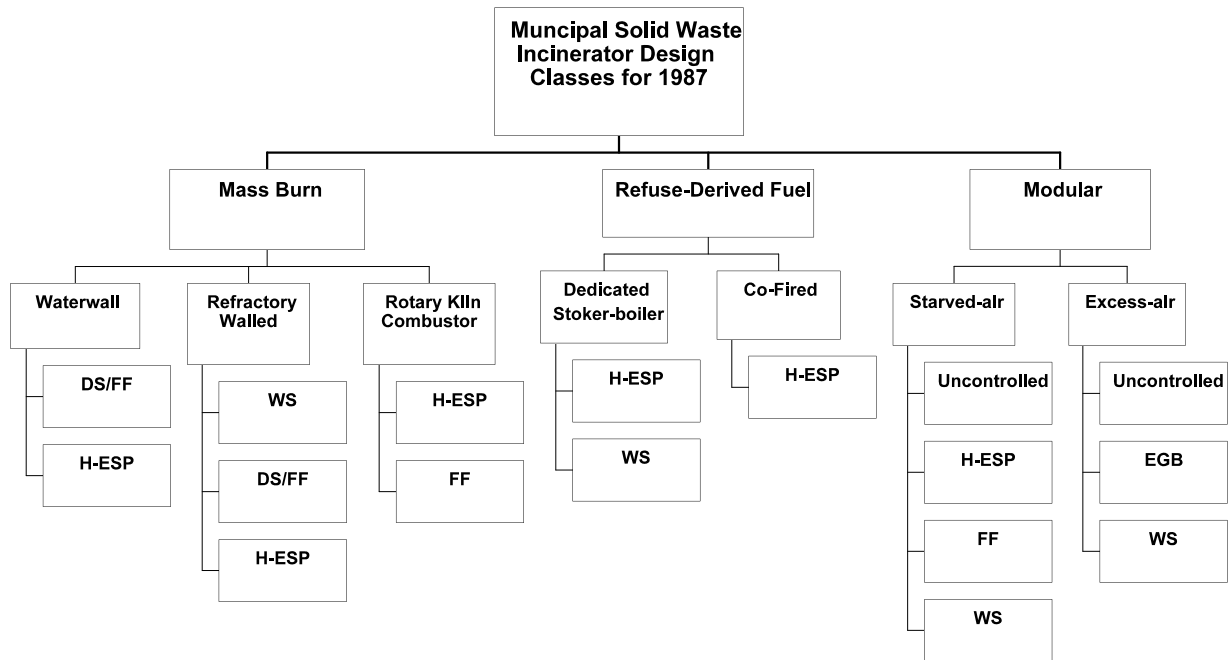 Muncipal Solid Waste
Incinerator Design
Classes for 1987
Mass Burn
Refuse-Derived Fuel
Modular
Waterwall
Refractory
Walled
Rotary KIln
Combustor
Dedicated
Stoker-boiler
Co-Fired
Starved-aIr
Excess-aIr
DS/FF
H-ESP
WS
DS/FF
H-ESP
H-ESP
FF
H-ESP
WS
H-ESP
Uncontrolled
H-ESP
FF
WS
Uncontrolled
EGB
WS